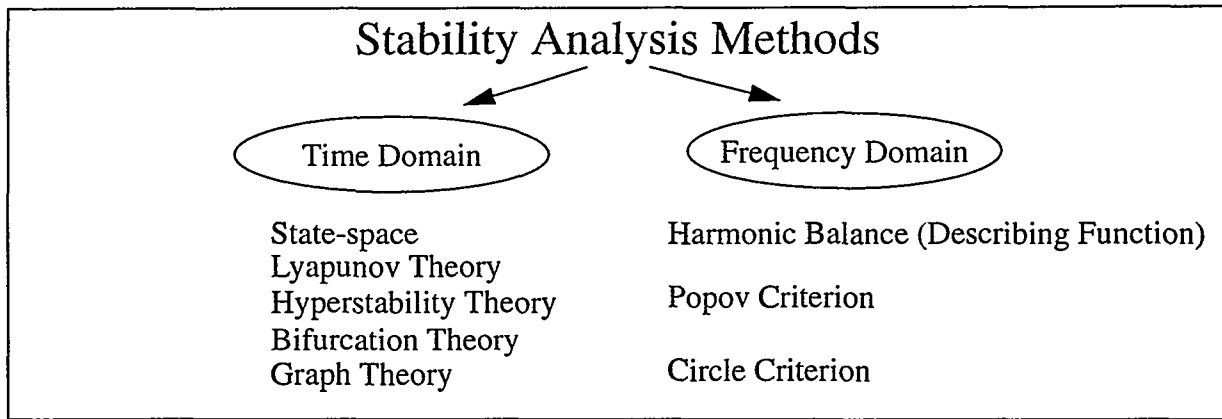 Stability Analysis Methods
Time Domain
Frequency Domain
State-space
Lyapunov Theory
Hyperstability Theory
Bifurcation Theory
Graph Theory
Harmonic Balance (Describing Function)
Popov Criterion
Circle Criterion